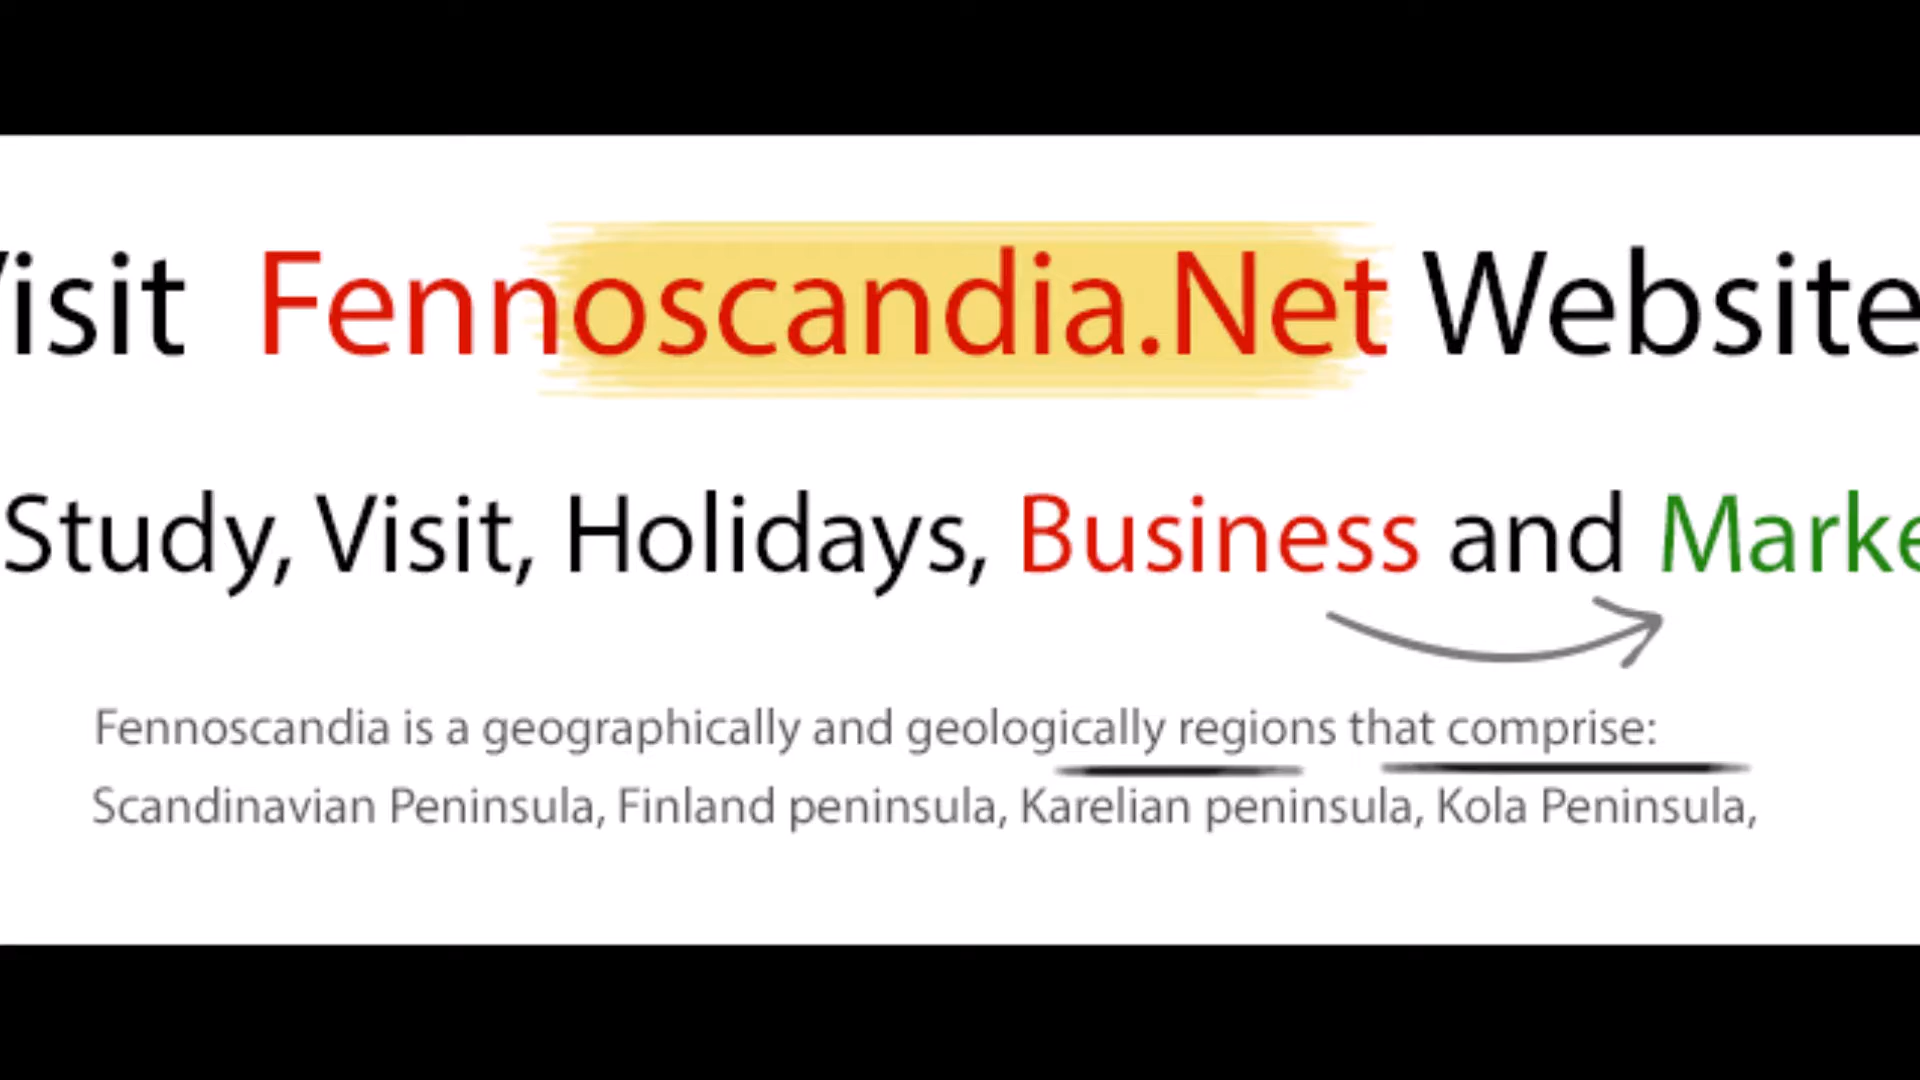 Visit Fennoscandia.Net Website
Study, Visit, Holidays, Business and Marke
Fennoscandia is a geographically and geologically regions that comprise:
Scandinavian Peninsula, Finland peninsula, Karelian peninsula, Kola Peninsula,